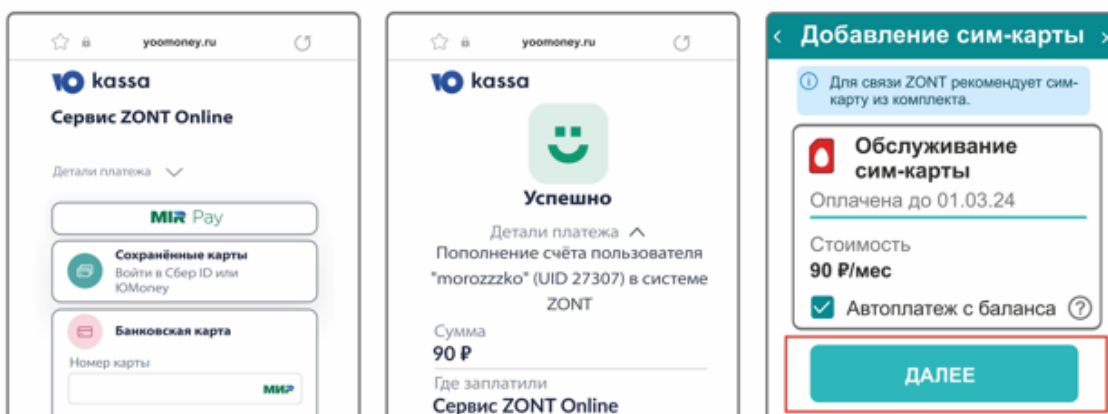 yoomoney.ru
Ю kassa
Сервис ZONT Online
Детали платежа
MIR Pay
Сохранённые карты
Войти в Сбер ID или
ЮMoney
Банковская карта
Номер карты
МИР
yoomoney.ru
Ю kassa
Успешно
Детали платежа
Пополнение счёта пользователя
"morozzzko" (UID 27307) в системе
ZONT
Сумма
90 ₽
Где заплатили
Сервис ZONT Online
Добавление сим-карты
Для связи ZONT рекомендует сим-
карту из комплекта.
Обслуживание
сим-карты
Оплачена до 01.03.24
Стоимость
90 ₽/мес
Автоплатеж с баланса ?
ДАЛЕЕ